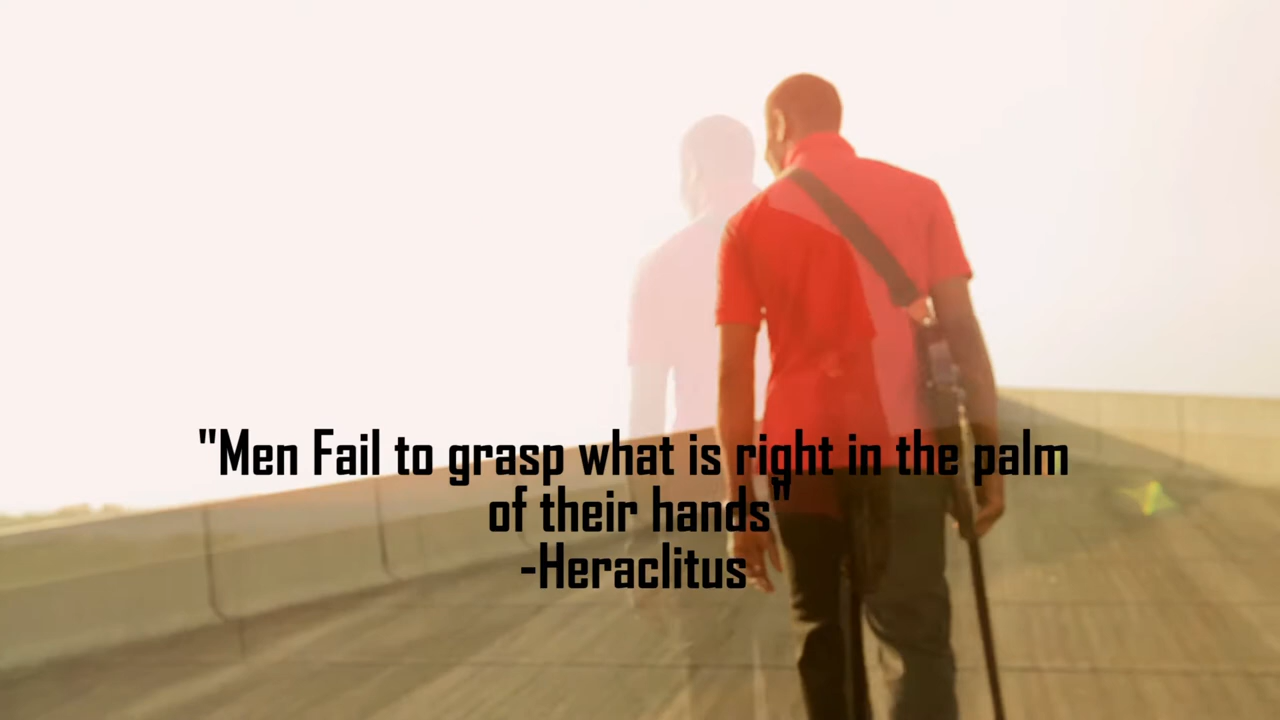 "Men Fail to grasp what is right in the palm
of their hands"
-Heraclitus